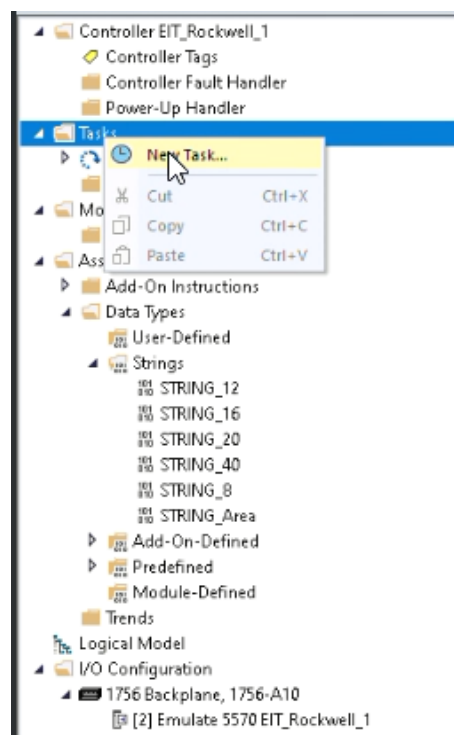 Controller EIT_Rockwell_1
Controller Tags
Controller Fault Handler
Power-Up Handler
Tasks
New Task...
Cut Ctrl+X
Mo
Copy Ctrl+C
Ass
Paste Ctrl+V
Add-On Instructions
Data Types
User-Defined
Strings
STRING_12
STRING_16
STRING_20
STRING_40
STRING_8
STRING_Area
Add-On-Defined
Predefined
Module-Defined
Trends
Logical Model
I/O Configuration
1756 Backplane, 1756-A10
[2] Emulate 5570 EIT_Rockwell_1